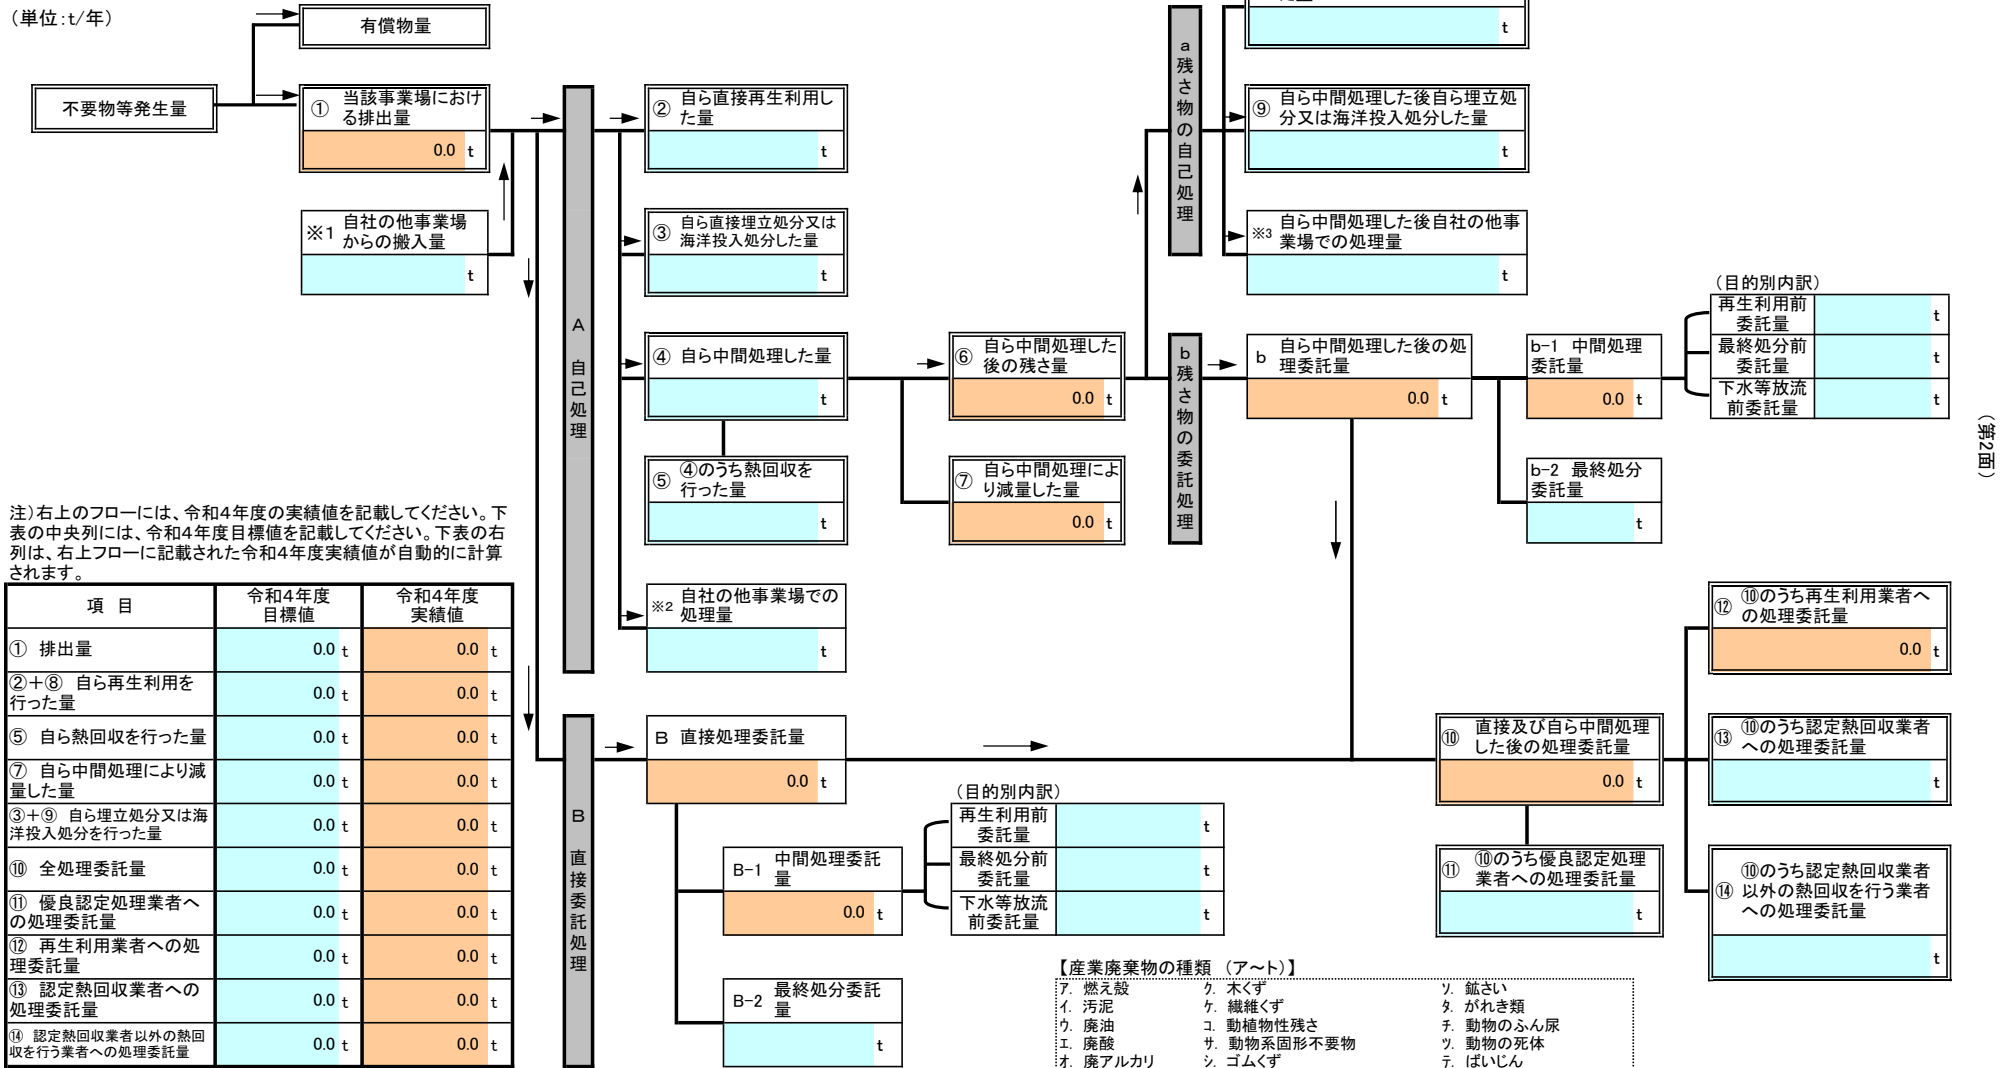 (単位:t/年)
有償物量
不要物等発生量
① 当該事業場におけ
る排出量
0.0 t
※1 自社の他事業場
からの搬入量
t
A 自己処理
② 自ら直接再生利用し
た量
t
③ 自ら直接埋立処分又は
海洋投入処分した量
t
④ 自ら中間処理した量
t
⑤ ④のうち熱回収を
行った量
t
※2 自社の他事業場での
処理量
t
⑥ 自ら中間処理した
後の残さ量
0.0 t
⑦ 自ら中間処理によ
り減量した量
0.0 t
a 残さ物の自己処理
t
⑨ 自ら中間処理した後自ら埋立処
分又は海洋投入処分した量
t
※3 自ら中間処理した後自社の他事
業場での処理量
t
b 残さ物の委託処理
b 自ら中間処理した後の処
理委託量
0.0 t
b-1 中間処理
委託量
0.0 t
b-2 最終処分
委託量
t
(目的別内訳)
再生利用前
委託量 t
最終処分前
委託量 t
下水等放流
前委託量 t
(第2面)
注)右上のフローには、令和4年度の実績値を記載してください。下
表の中央列には、令和4年度目標値を記載してください。下表の右
列は、右上フローに記載された令和4年度実績値が自動的に計算
されます。
項 目 令和4年度 目標値 令和4年度 実績値
① 排出量 0.0 t 0.0 t
②+⑧ 自ら再生利用を
行った量 0.0 t 0.0 t
⑤ 自ら熱回収を行った量 0.0 t 0.0 t
⑦ 自ら中間処理により減
量した量 0.0 t 0.0 t
③+⑨ 自ら埋立処分又は海
洋投入処分を行った量 0.0 t 0.0 t
⑩ 全処理委託量 0.0 t 0.0 t
⑪ 優良認定処理業者へ
の処理委託量 0.0 t 0.0 t
⑫ 再生利用業者への処
理委託量 0.0 t 0.0 t
⑬ 認定熱回収業者への
処理委託量 0.0 t 0.0 t
⑭ 認定熱回収業者以外の熱回
収を行う業者への処理委託量 0.0 t 0.0 t
B 直接委託処理
B 直接処理委託量
0.0 t
B-1 中間処理委託
量
0.0 t
B-2 最終処分委託
量
t
(目的別内訳)
再生利用前
委託量 t
最終処分前
委託量 t
下水等放流
前委託量 t
⑩ 直接及び自ら中間処理
した後の処理委託量
0.0 t
⑪ ⑩のうち優良認定処理
業者への処理委託量
t
⑫ ⑩のうち再生利用業者へ
の処理委託量
0.0 t
⑬ ⑩のうち認定熱回収業者
への処理委託量
t
⑭ ⑩のうち認定熱回収業者
以外の熱回収を行う業者
への処理委託量
t
【産業廃棄物の種類 (ア~ト)】
ア. 燃え殻 ク. 木くず ソ. 鉱さい
イ. 汚泥 ケ. 繊維くず タ. がれき類
ウ. 廃油 コ. 動植物性残さ チ. 動物のふん尿
エ. 廃酸 サ. 動物系固形不要物 ツ. 動物の死体
オ. 廃アルカリ シ. ゴムくず テ. ばいじん